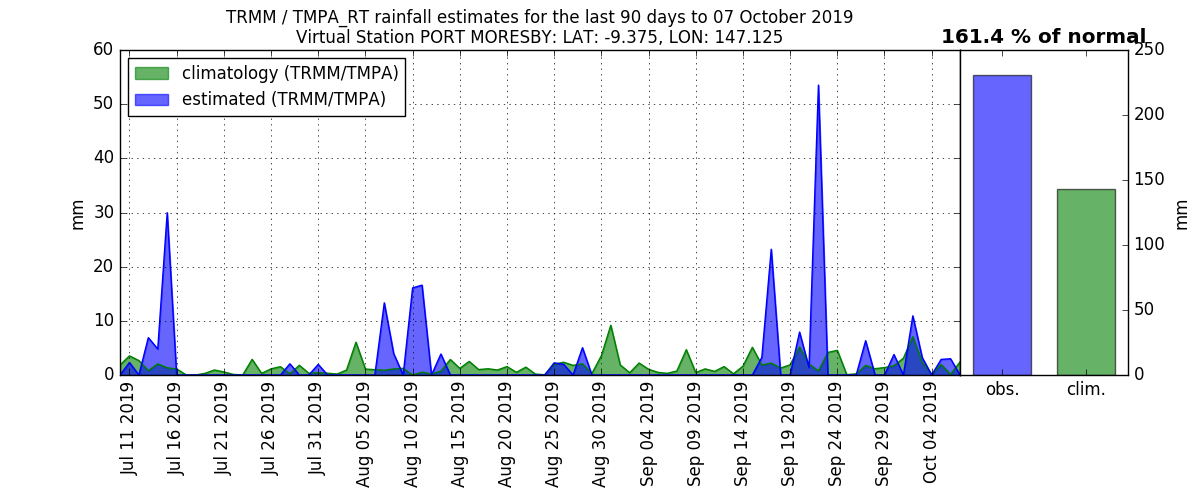 TRMM / TMPA_RT rainfall estimates for the last 90 days to 07 October 2019
Virtual Station PORT MORESBY: LAT: -9.375, LON: 147.125
161.4 % of normal
climatology (TRMM/TMPA)
estimated (TRMM/TMPA)
60
50
40
30
20
10
0
mm
Jul 11 2019
Jul 16 2019
Jul 21 2019
Jul 26 2019
Jul 31 2019
Aug 05 2019
Aug 10 2019
Aug 15 2019
Aug 20 2019
Aug 25 2019
Aug 30 2019
Sep 04 2019
Sep 09 2019
Sep 14 2019
Sep 19 2019
Sep 24 2019
Sep 29 2019
Oct 04 2019
obs.
clim.
250
200
150
100
50
0
mm